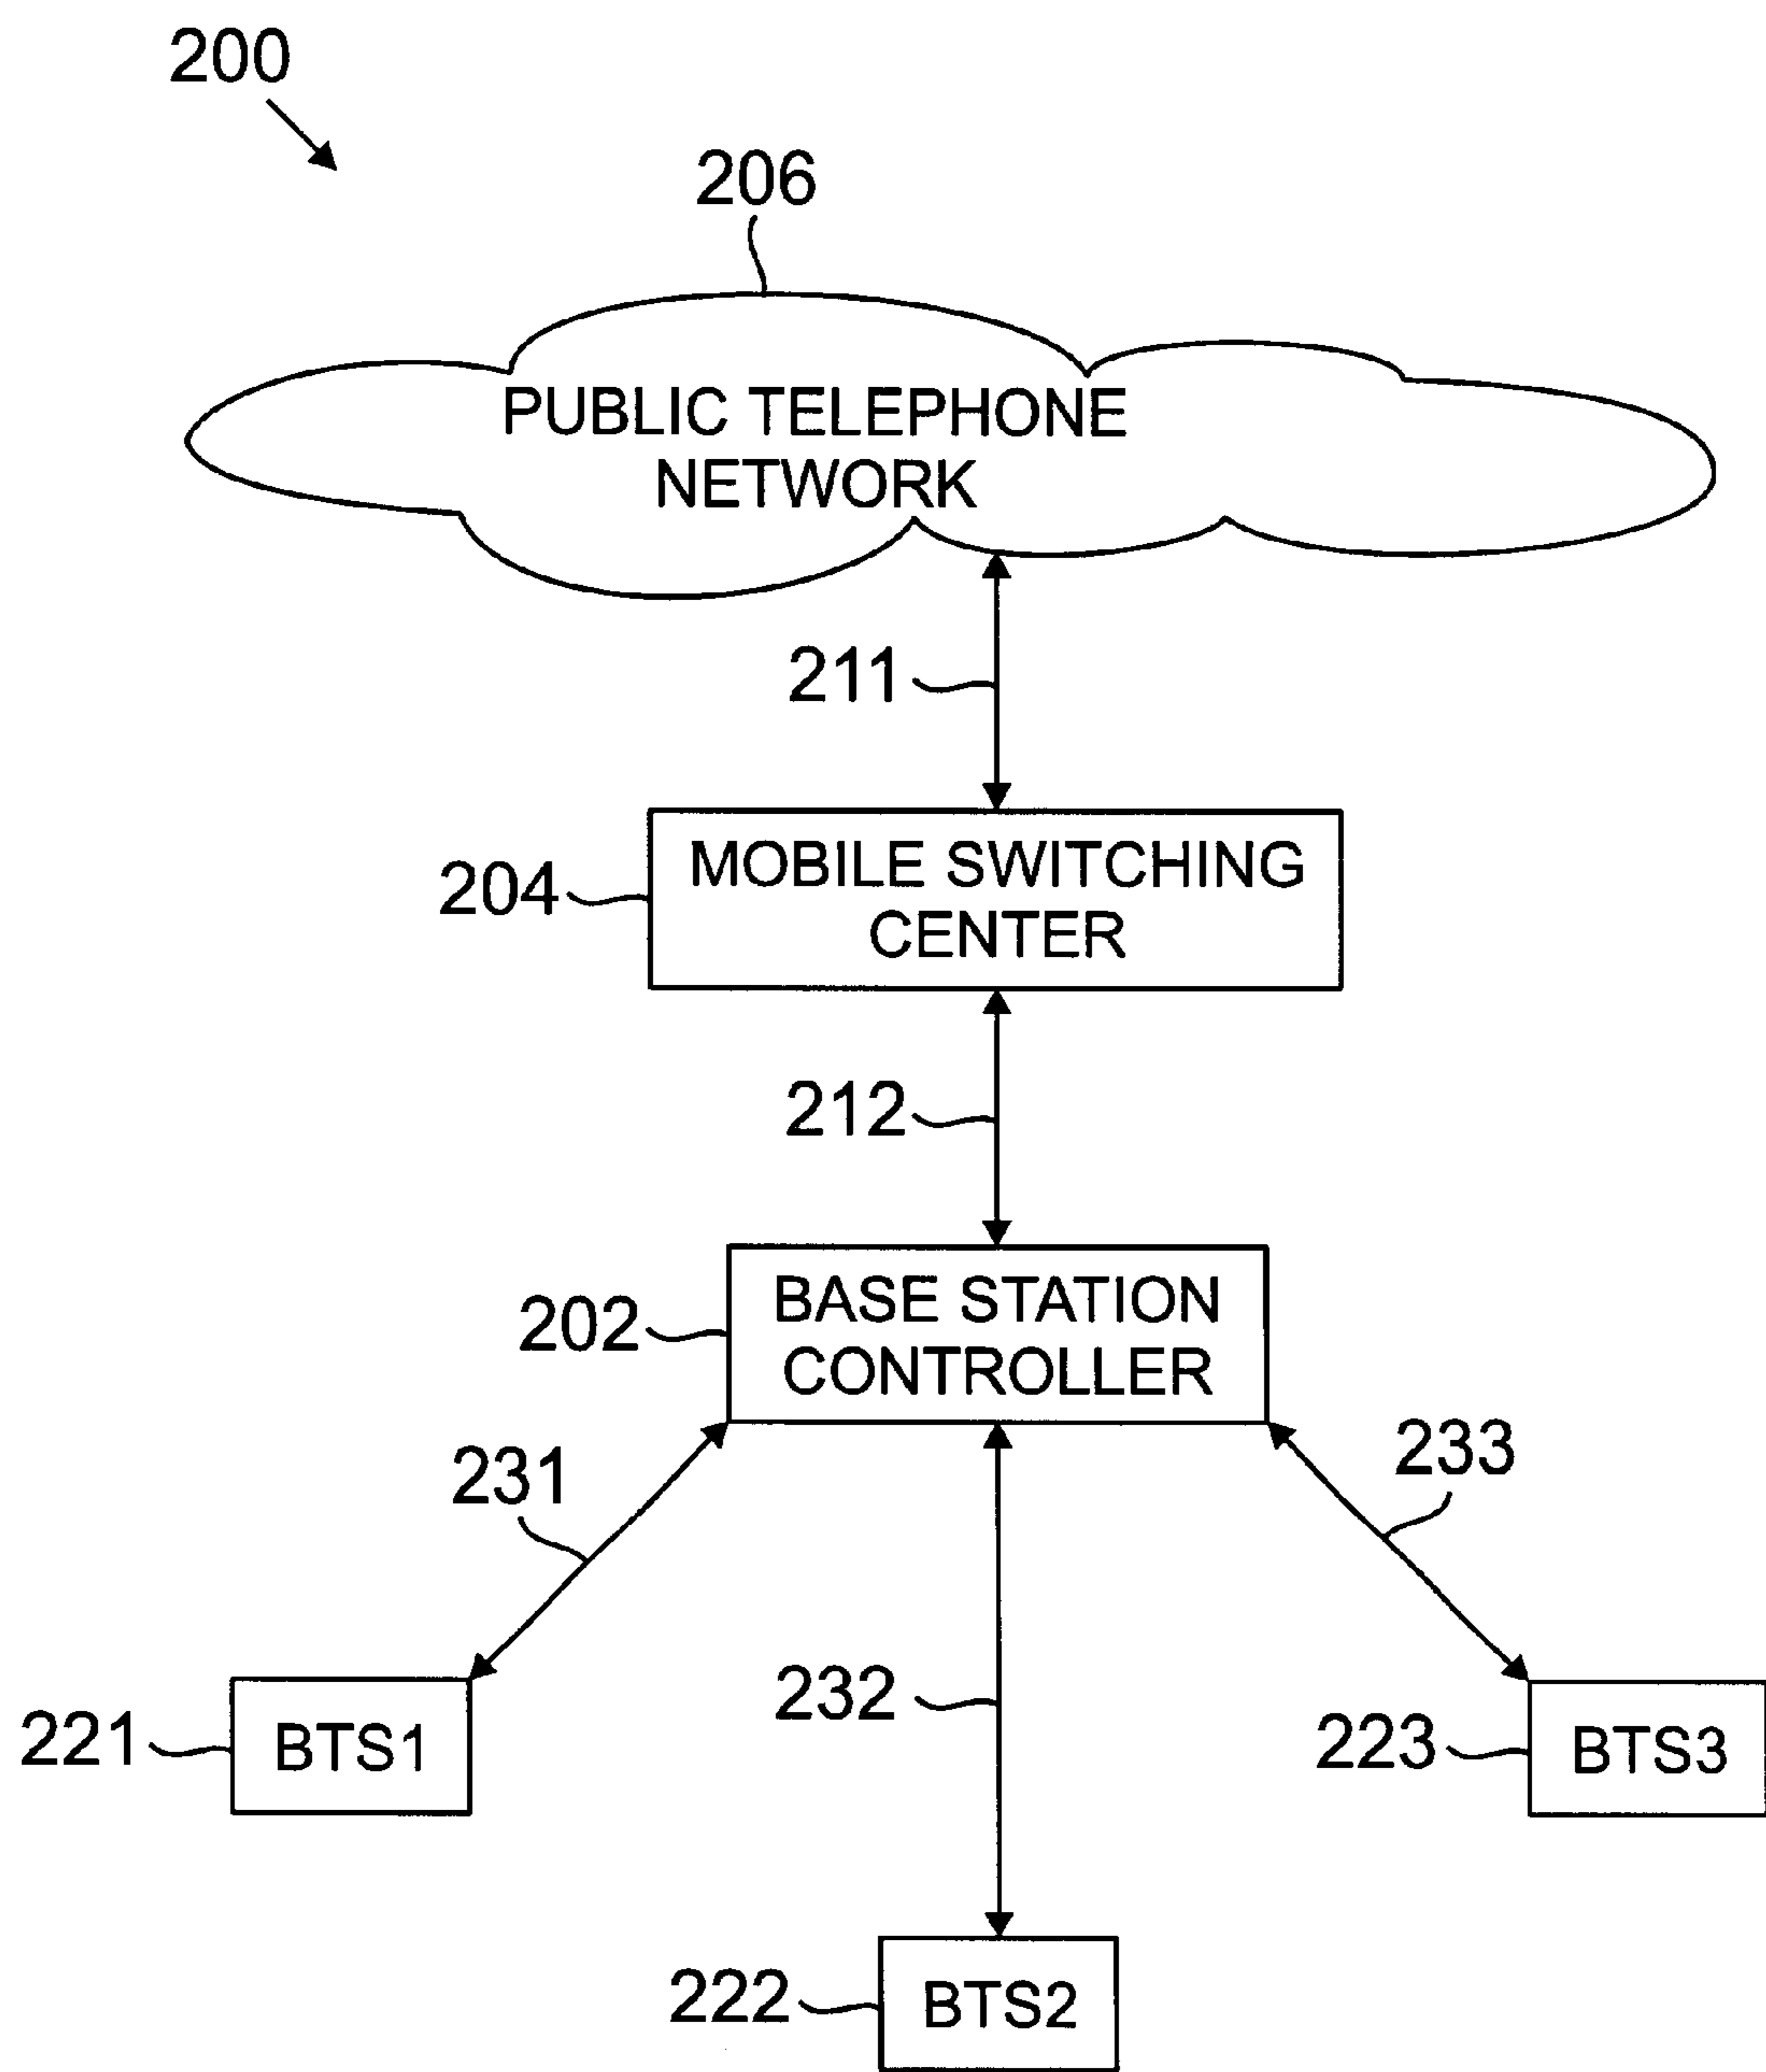 200
206
PUBLIC TELEPHONE
NETWORK
211
MOBILE SWITCHING
CENTER
204
212
BASE STATION
CONTROLLER
202
231
233
232
221
BTS1
223
BTS3
222
BTS2